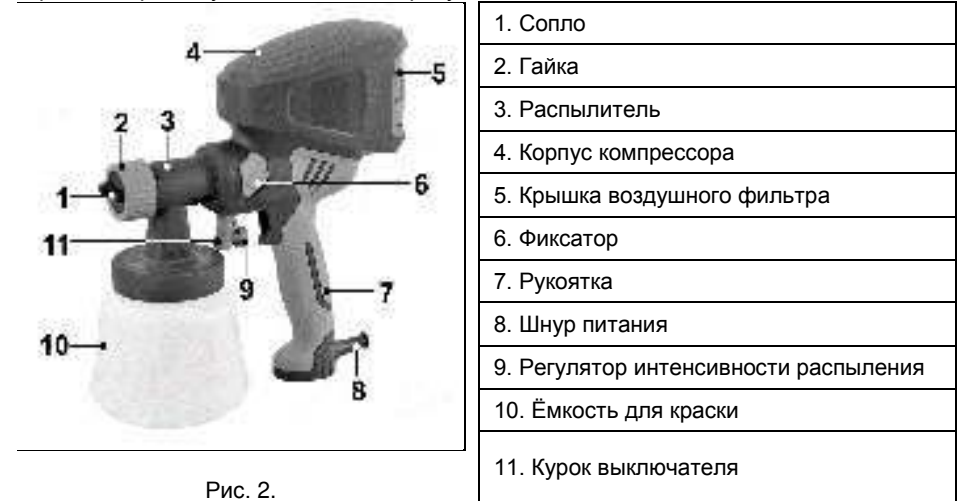 4
5
2
3
1
6
11
9
7
10
8
Рис. 2.
1. Сопло
2. Гайка
3. Распылитель
4. Корпус компрессора
5. Крышка воздушного фильтра
6. Фиксатор
7. Рукоятка
8. Шнур питания
9. Регулятор интенсивности распыления
10. Ёмкость для краски
11. Курок выключателя